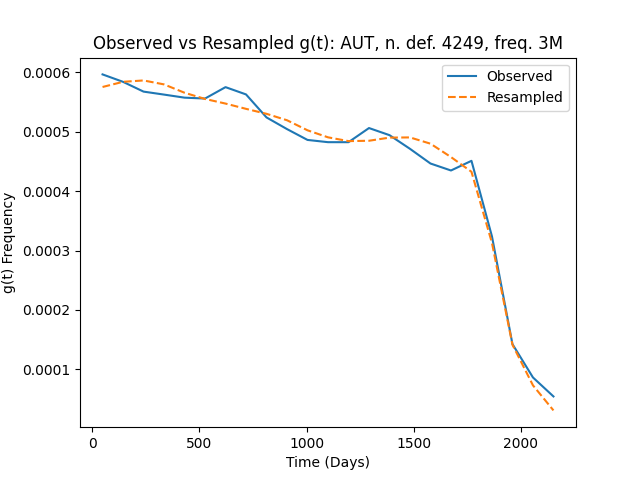 Observed vs Resampled g(t): AUT, n. def. 4249, freq. 3M
Observed
Resampled
g(t) Frequency
0.0006
0.0005
0.0004
0.0003
0.0002
0.0001
0
500
1000
1500
2000
Time (Days)